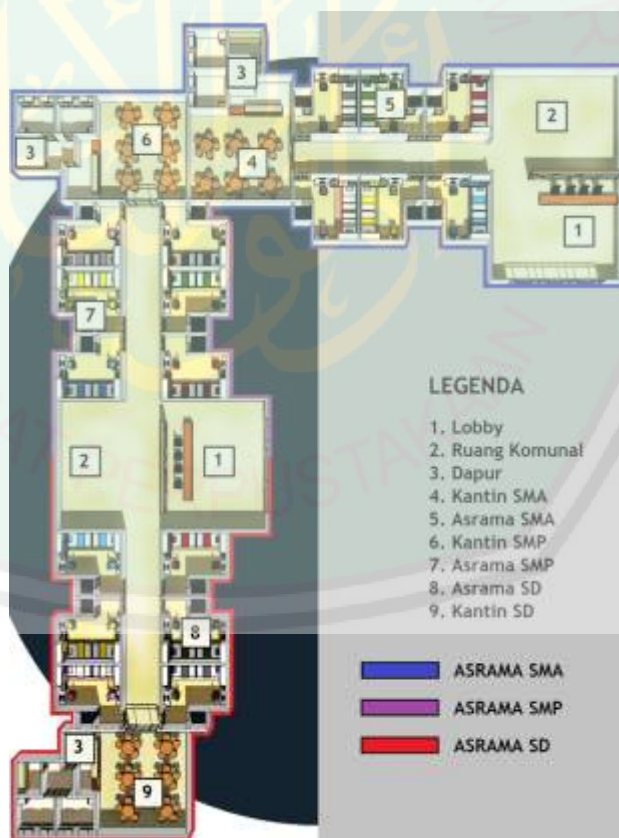 3
3
6
4
5
2
1
7
2
1
8
3
9
LEGENDA
1. Lobby
2. Ruang Komunal
3. Dapur
4. Kantin SMA
5. Asrama SMA
6. Kantin SMP
7. Asrama SMP
8. Asrama SD
9. Kantin SD
ASRAMA SMA
ASRAMA SMP
ASRAMA SD